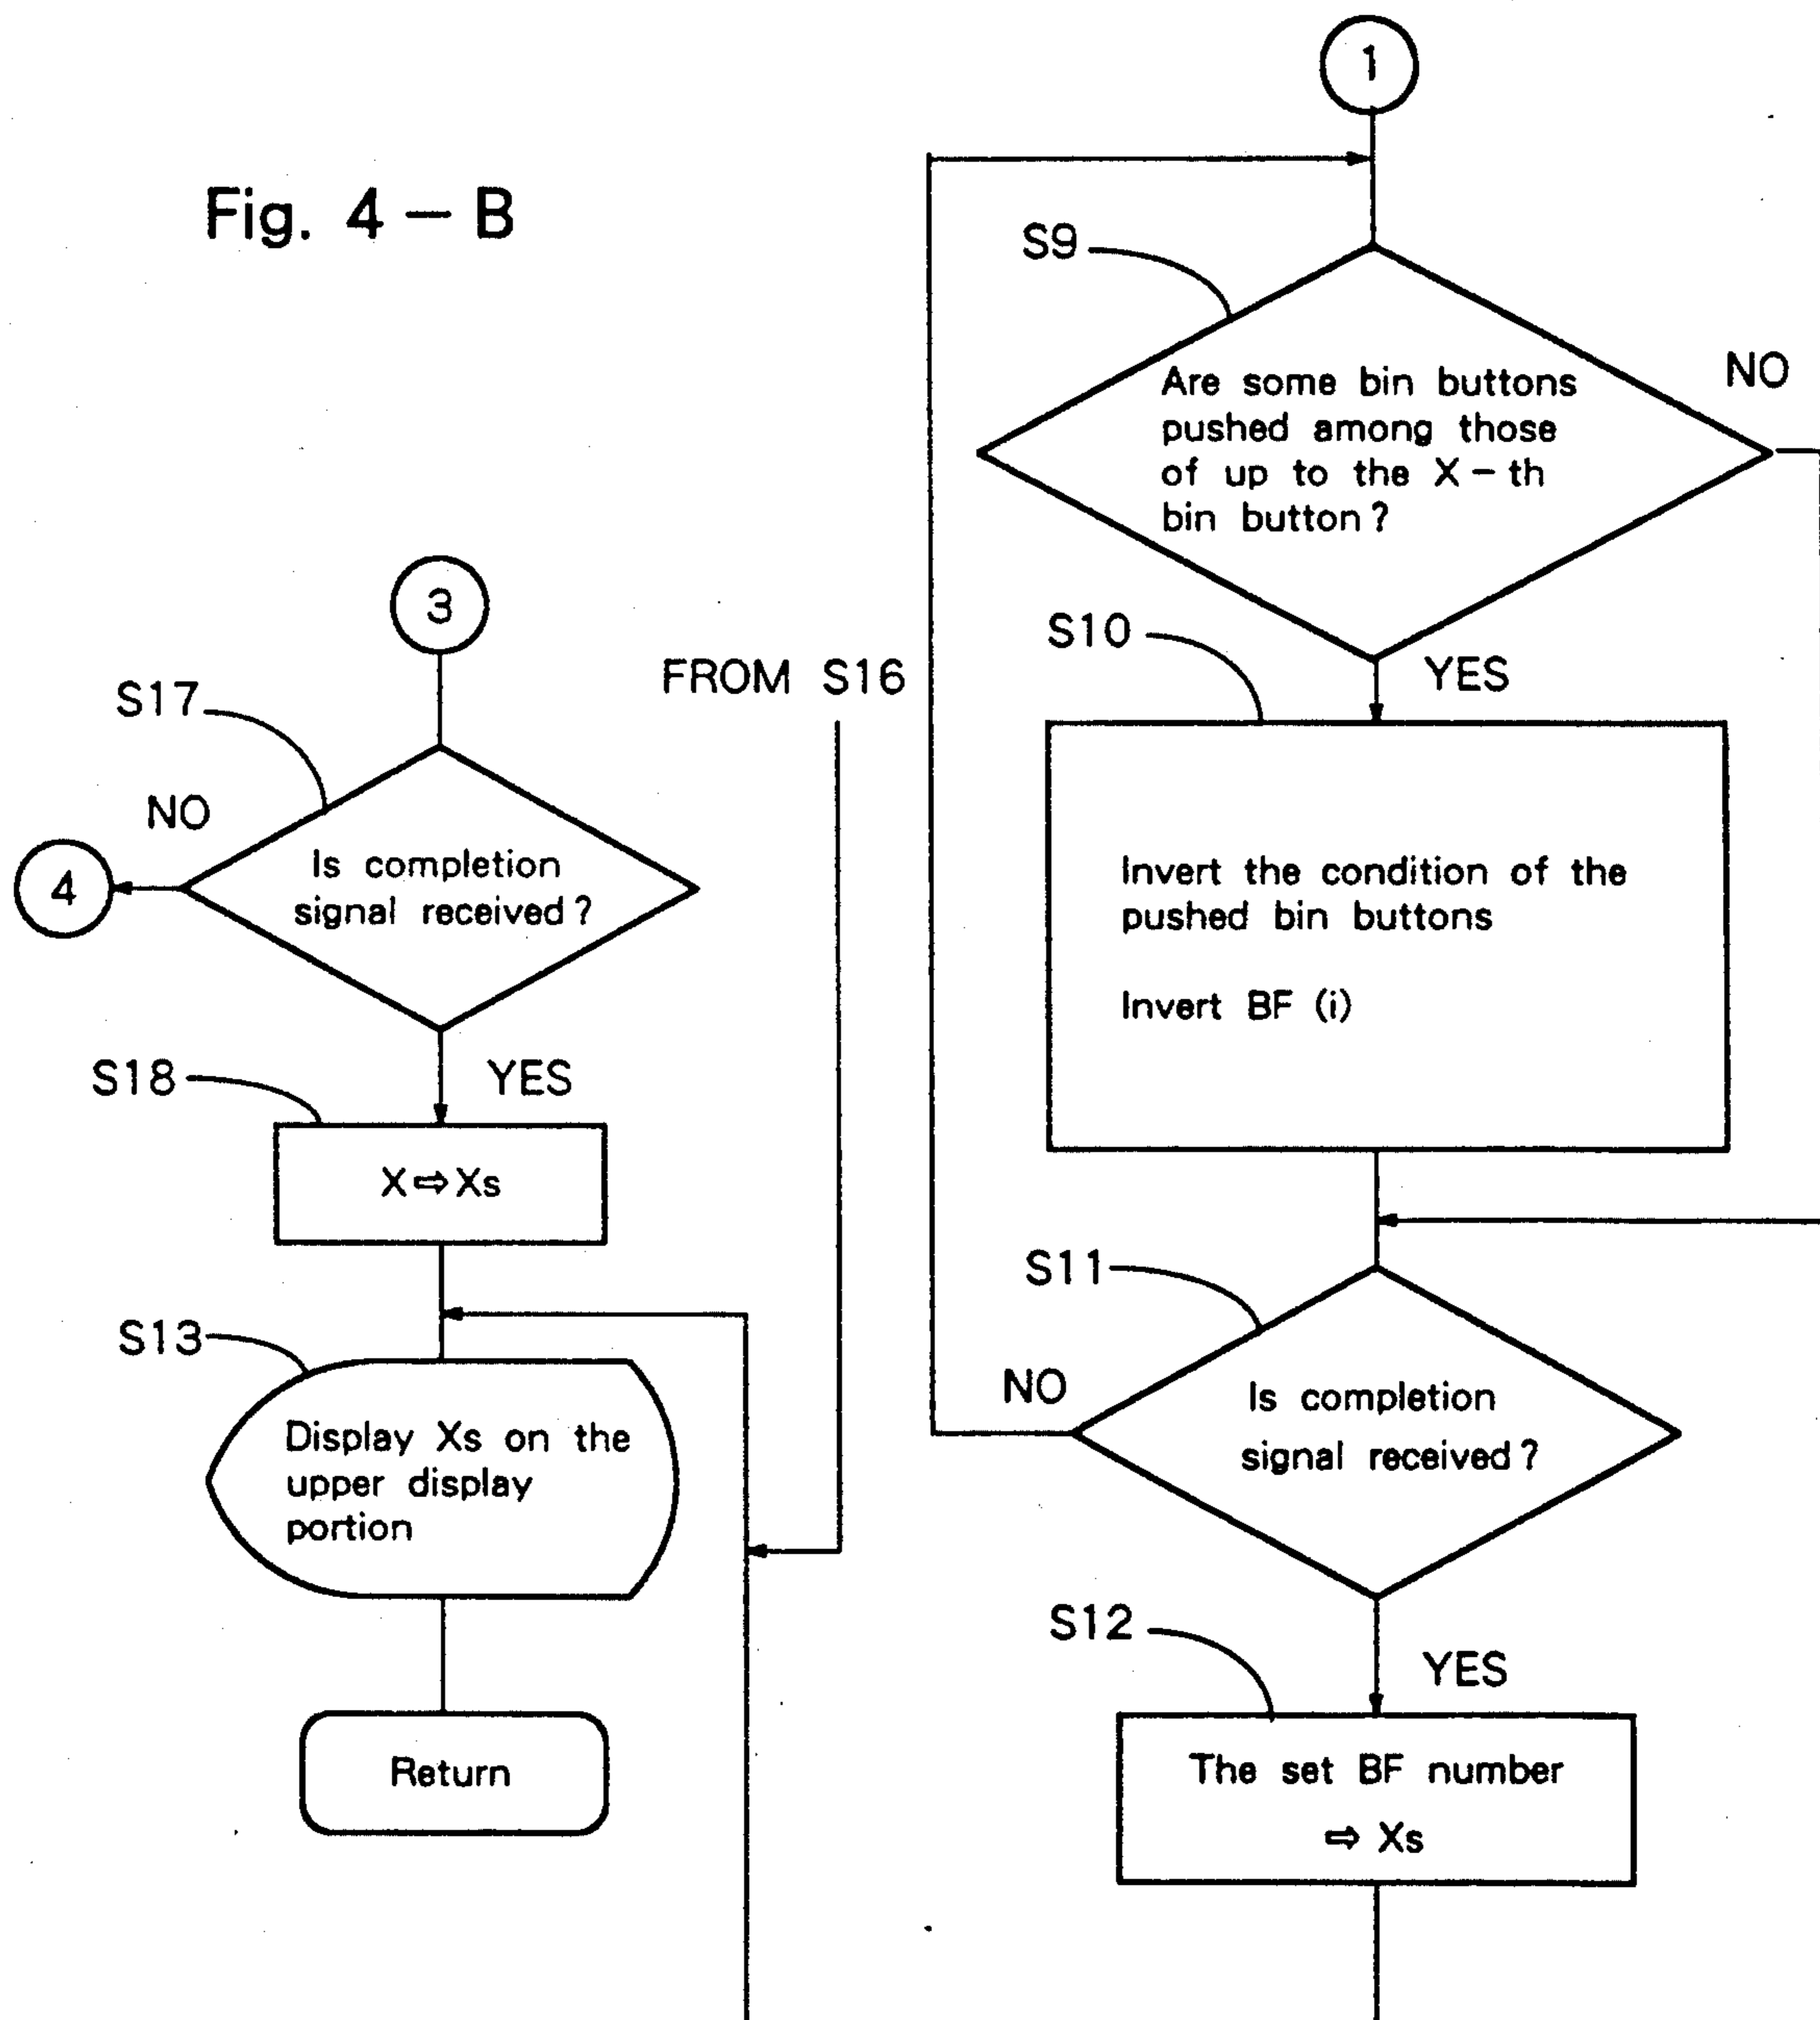 Fig. 4 — B
1
S9
Are some bin buttons
pushed among those
of up to the X – th
bin button?
NO
S10
YES
Invert the condition of the
pushed bin buttons
Invert BF (i)
S11
NO
Is completion
signal received?
S12
YES
The set BF number
⇨ Xs
3
FROM S16
S17
NO
4
Is completion
signal received?
S18
YES
X⇨Xs
S13
Display Xs on the
upper display
portion
Return